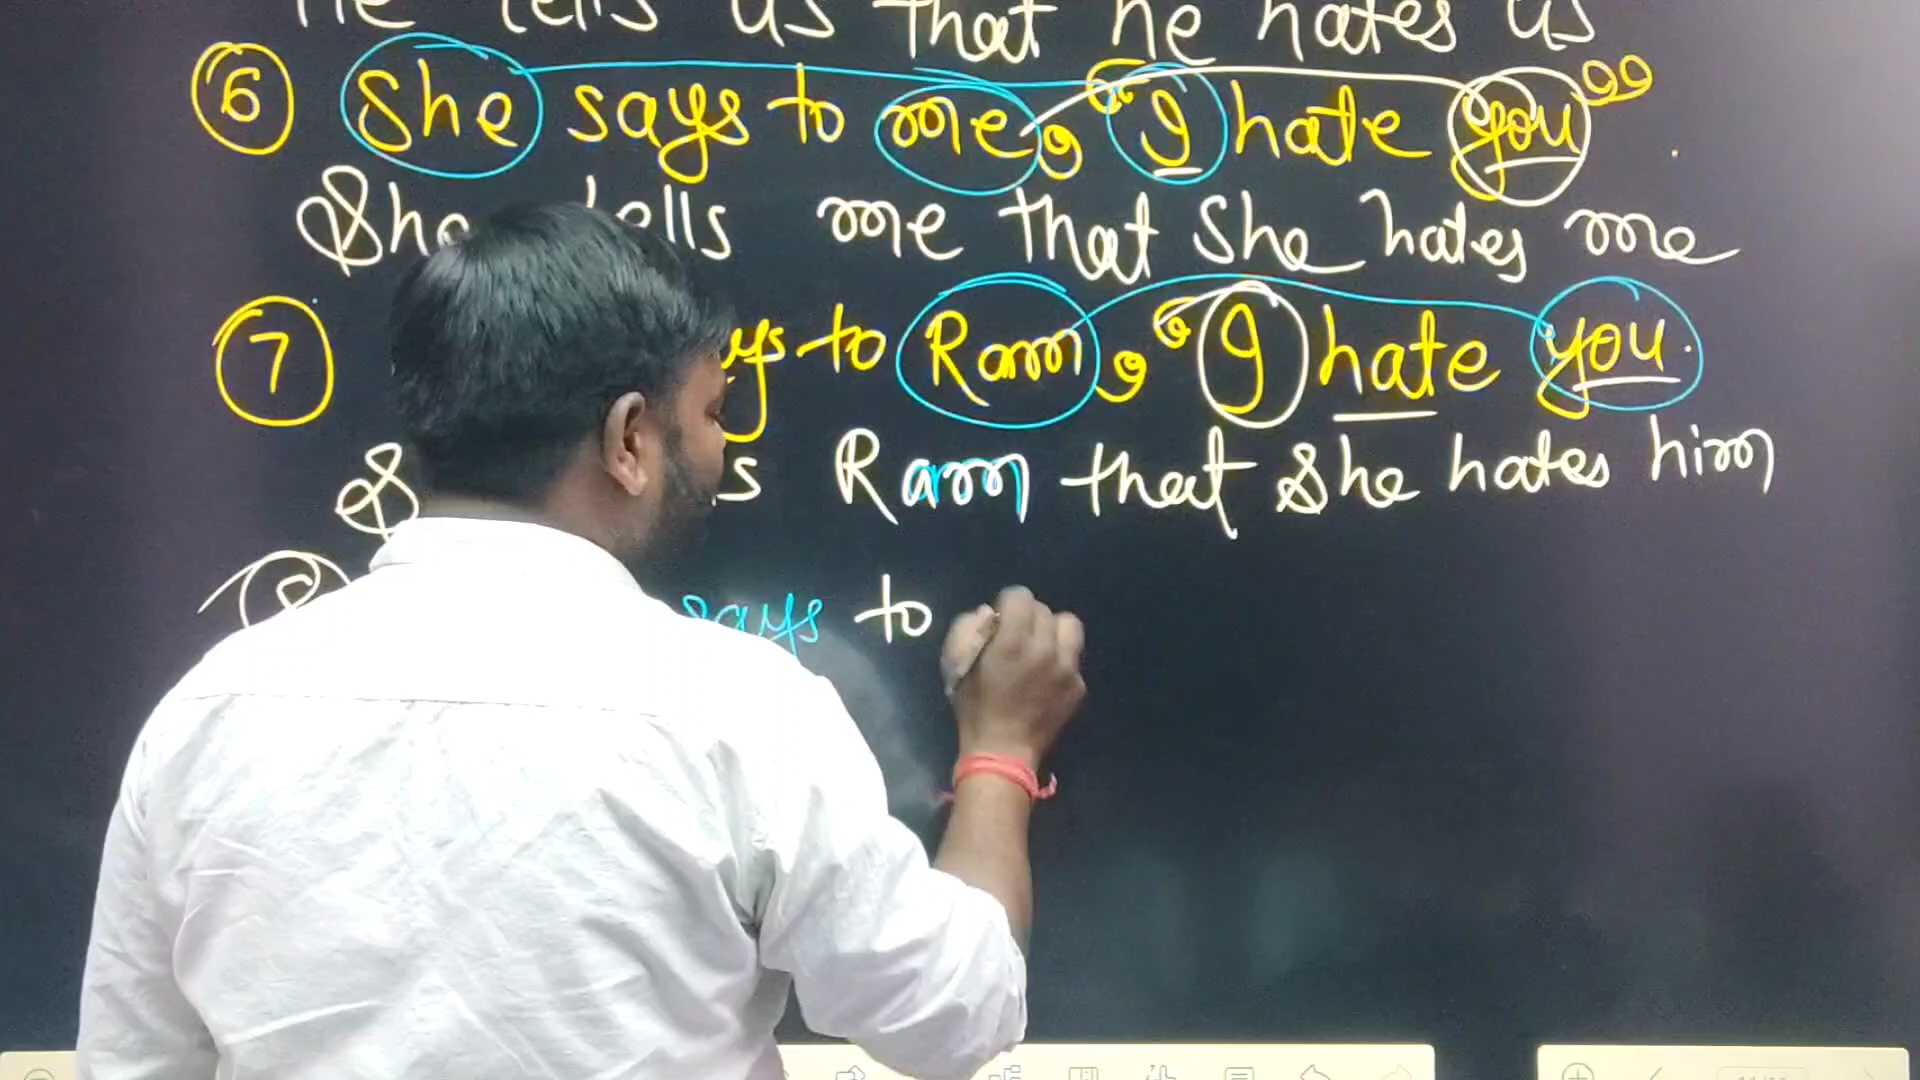 He tells us that he hates us
6 She says to me, "I hate you"
She tells me that she hates me
7 to Ram, "I hate you.
Ram that she hates him
says to